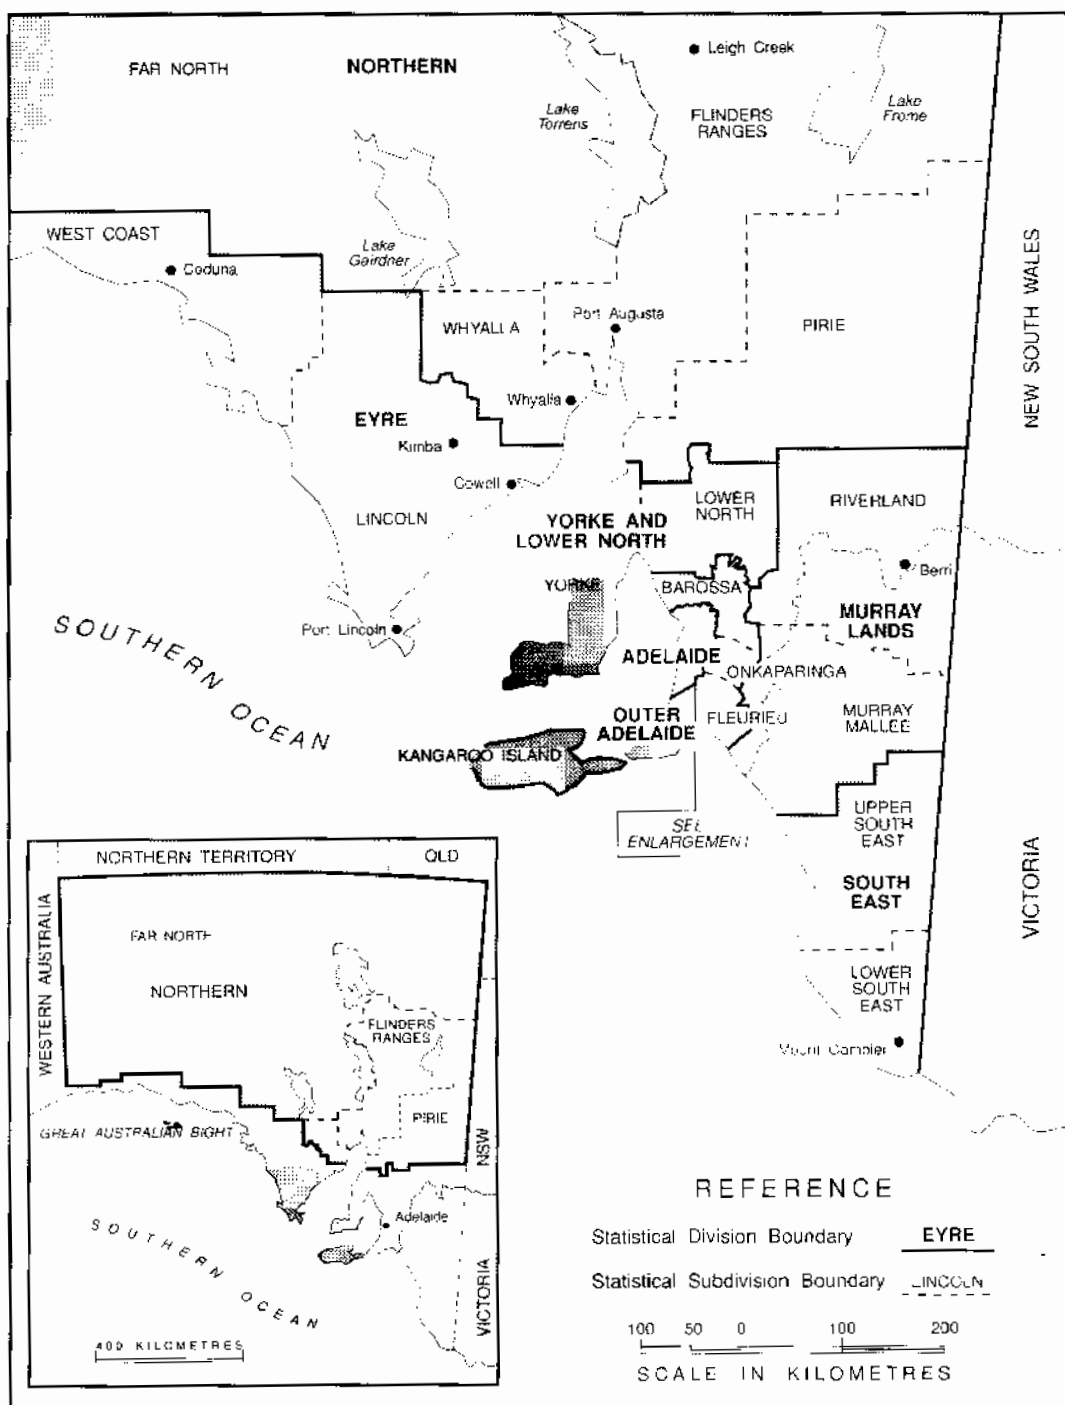 FAR NORTH
NORTHERN
Leigh Creek
Lake
Torrens
FLINDERS
RANGES
Lake
Frome
WEST COAST
Ceduna
Lake
Gairdner
WHYALLA
Port Augusta
PIRIE
NEW SOUTH WALES
EYRE
Whyalla
Kimba
Cowell
LINCOLN
YORKE AND
LOWER NORTH
LOWER
NORTH
RIVERLAND
YORKE
BAROSSA
Berri
SOUTHERN OCEAN
Port Lincoln
MURRAY
LANDS
ADELAIDE
ONKAPARINGA
OUTER
ADELAIDE
FLEURIEU
MURRAY
MALLEE
KANGAROO ISLAND
SEE
ENLARGEMENT
UPPER
SOUTH
EAST
SOUTH
EAST
VICTORIA
LOWER
SOUTH
EAST
Mount Gambier
NORTHERN TERRITORY
QLD
WESTERN AUSTRALIA
FAR NORTH
NORTHERN
FLINDERS
RANGES
PIRIE
GREAT AUSTRALIAN BIGHT
NSW
Adelaide
SOUTHERN OCEAN
VICTORIA
400 KILOMETRES
REFERENCE
Statistical Division Boundary EYRE
Statistical Subdivision Boundary LINCOLN
100 50 0 100 200
SCALE IN KILOMETRES